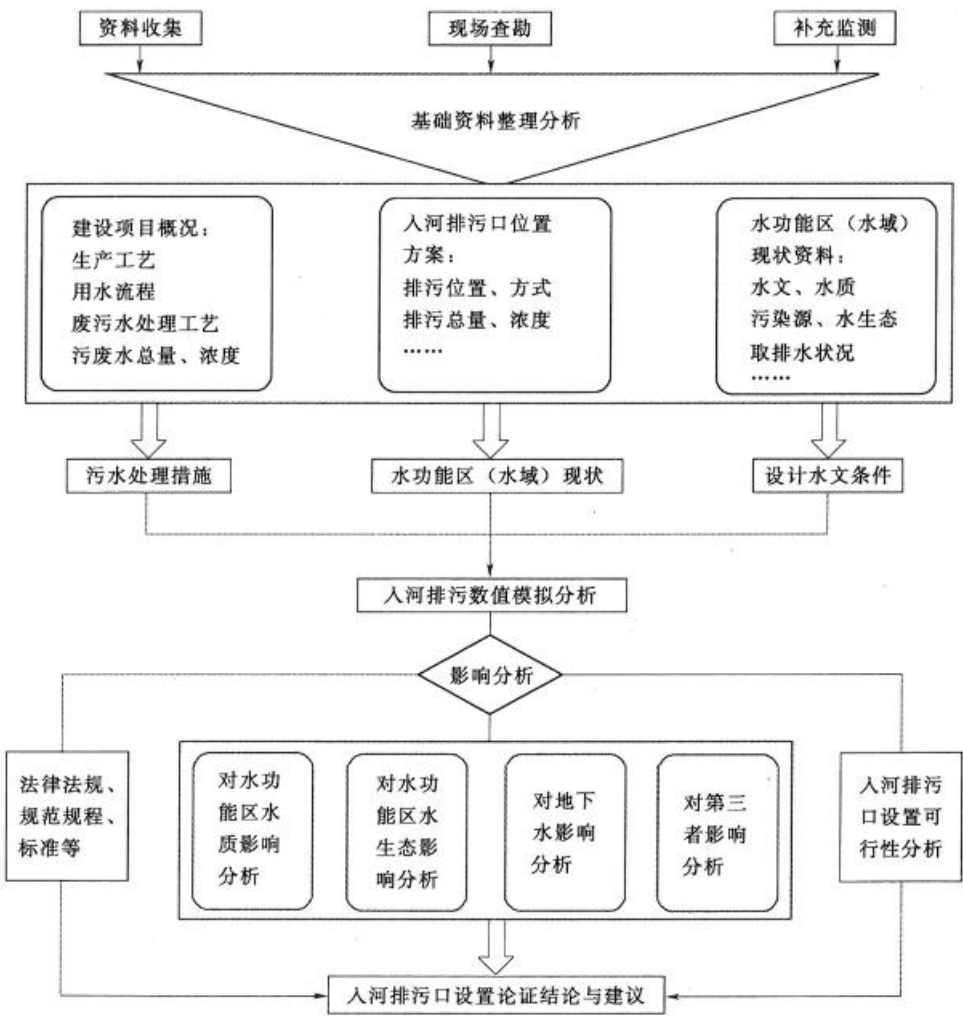 资料收集
现场查勘
补充监测
基础资料整理分析
建设项目概况：
生产工艺
用水流程
废污水处理工艺
污废水总量、浓度
入河排污口位置
方案：
排污位置、方式
排污总量、浓度
……
水功能区（水域）
现状资料：
水文、水质
污染源、水生态
取排水状况
……
污水处理措施
水功能区（水域）现状
设计水文条件
入河排污数值模拟分析
影响分析
法律法规、
规范规程、
标准等
对水功
能区水
质影响
分析
对水功
能区水
生态影
响分析
对地下
水影响
分析
对第三
者影响
分析
入河排污
口设置可
行性分析
入河排污口设置论证结论与建议